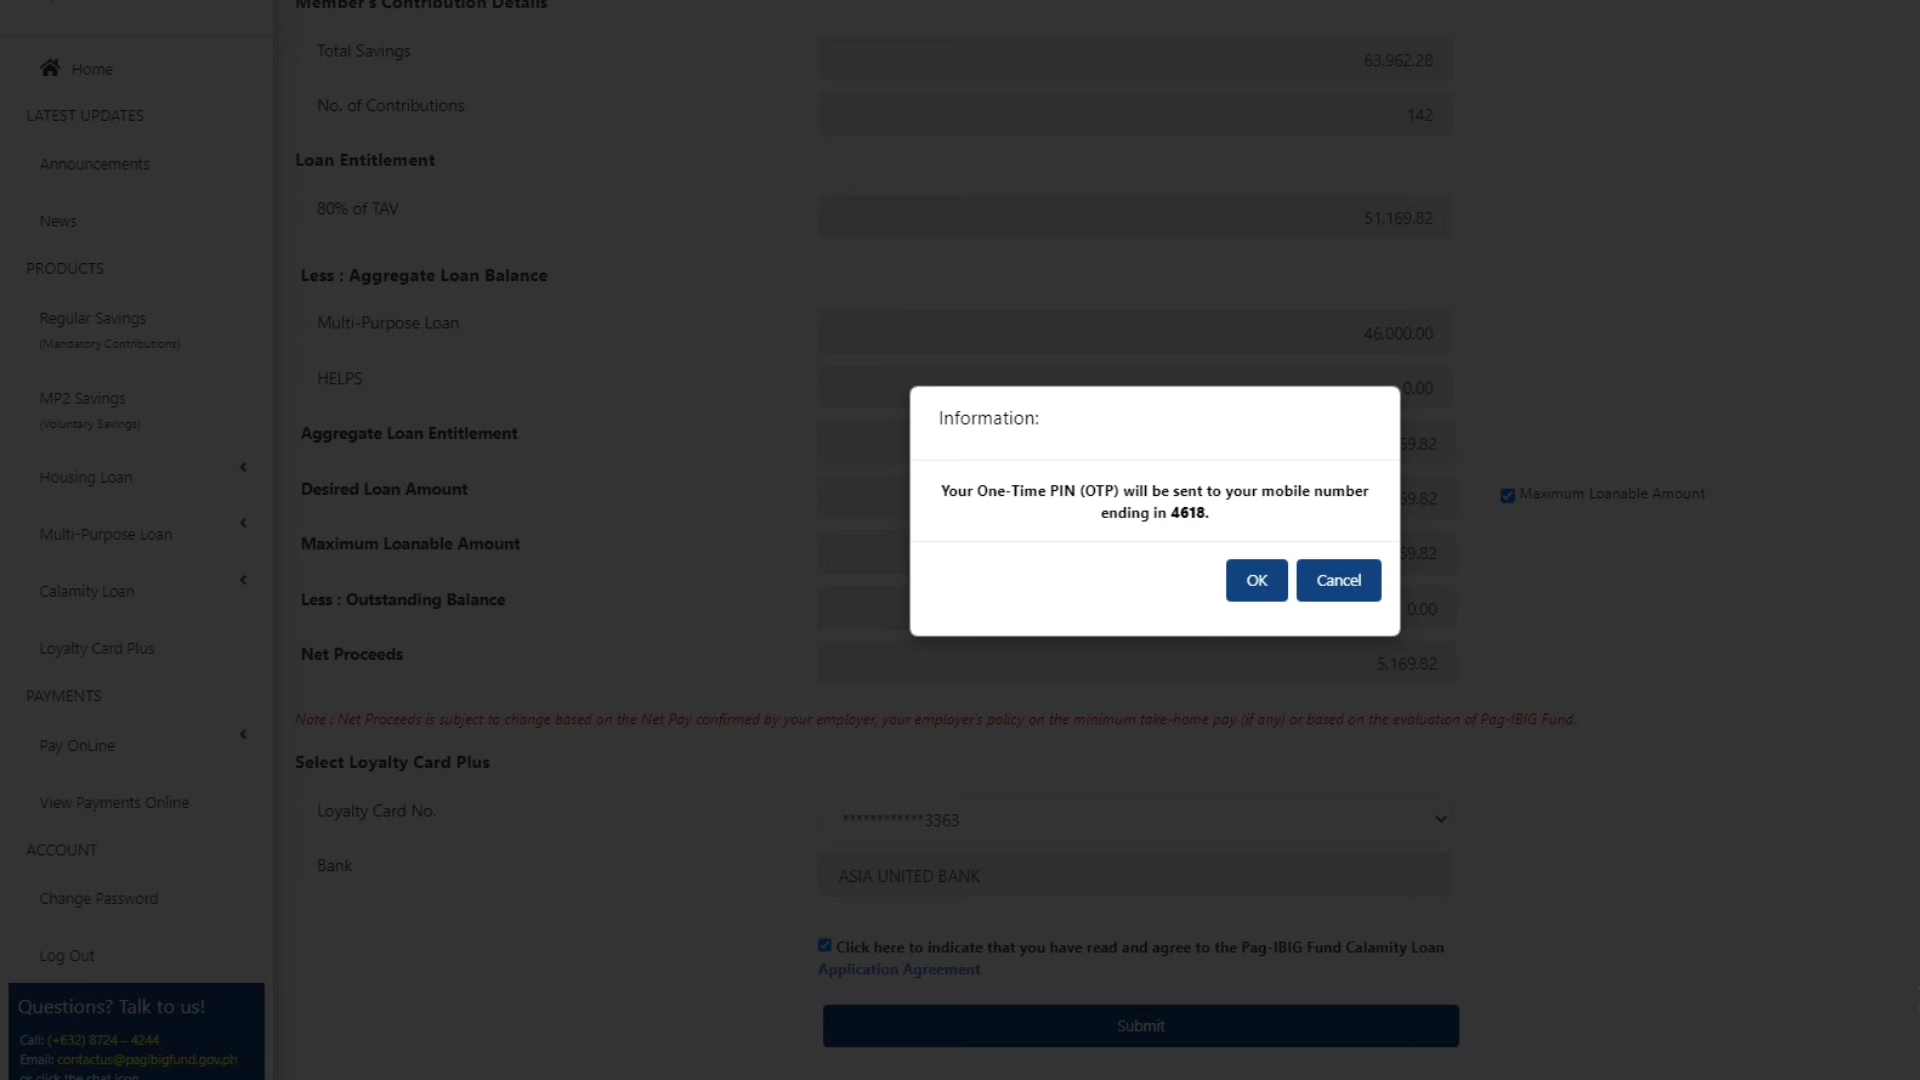 Member's Contribution Details
Total Savings
63,962.28
No. of Contributions
142
Loan Entitlement
80% of TAV
51,169.82
Less : Aggregate Loan Balance
Multi-Purpose Loan
46,000.00
HELPS
0.00
Aggregate Loan Entitlement
69.82
Desired Loan Amount
69.82
Maximum Loanable Amount
Maximum Loanable Amount
69.82
Less : Outstanding Balance
0.00
Net Proceeds
5,169.82
Note : Net Proceeds is subject to change based on the Net Pay confirmed by your employer, your employer's policy on the minimum take-home pay (if any) or based on the evaluation of Pag-IBIG Fund.
Select Loyalty Card Plus
Loyalty Card No.
************3363
Bank
ASIA UNITED BANK
Click here to indicate that you have read and agree to the Pag-IBIG Fund Calamity Loan
Application Agreement
Submit
Information:
Your One-Time PIN (OTP) will be sent to your mobile number
ending in 4618.
OK
Cancel
Home
LATEST UPDATES
Announcements
News
PRODUCTS
Regular Savings
(Mandatory Contributions)
MP2 Savings
(Voluntary Savings)
Housing Loan
Multi-Purpose Loan
Calamity Loan
Loyalty Card Plus
PAYMENTS
Pay OnLine
View Payments Online
ACCOUNT
Change Password
Log Out
Questions? Talk to us!
Call: (+632) 8724 – 4244
Email: contactus@pagibigfund.gov.ph
or click the chat icon